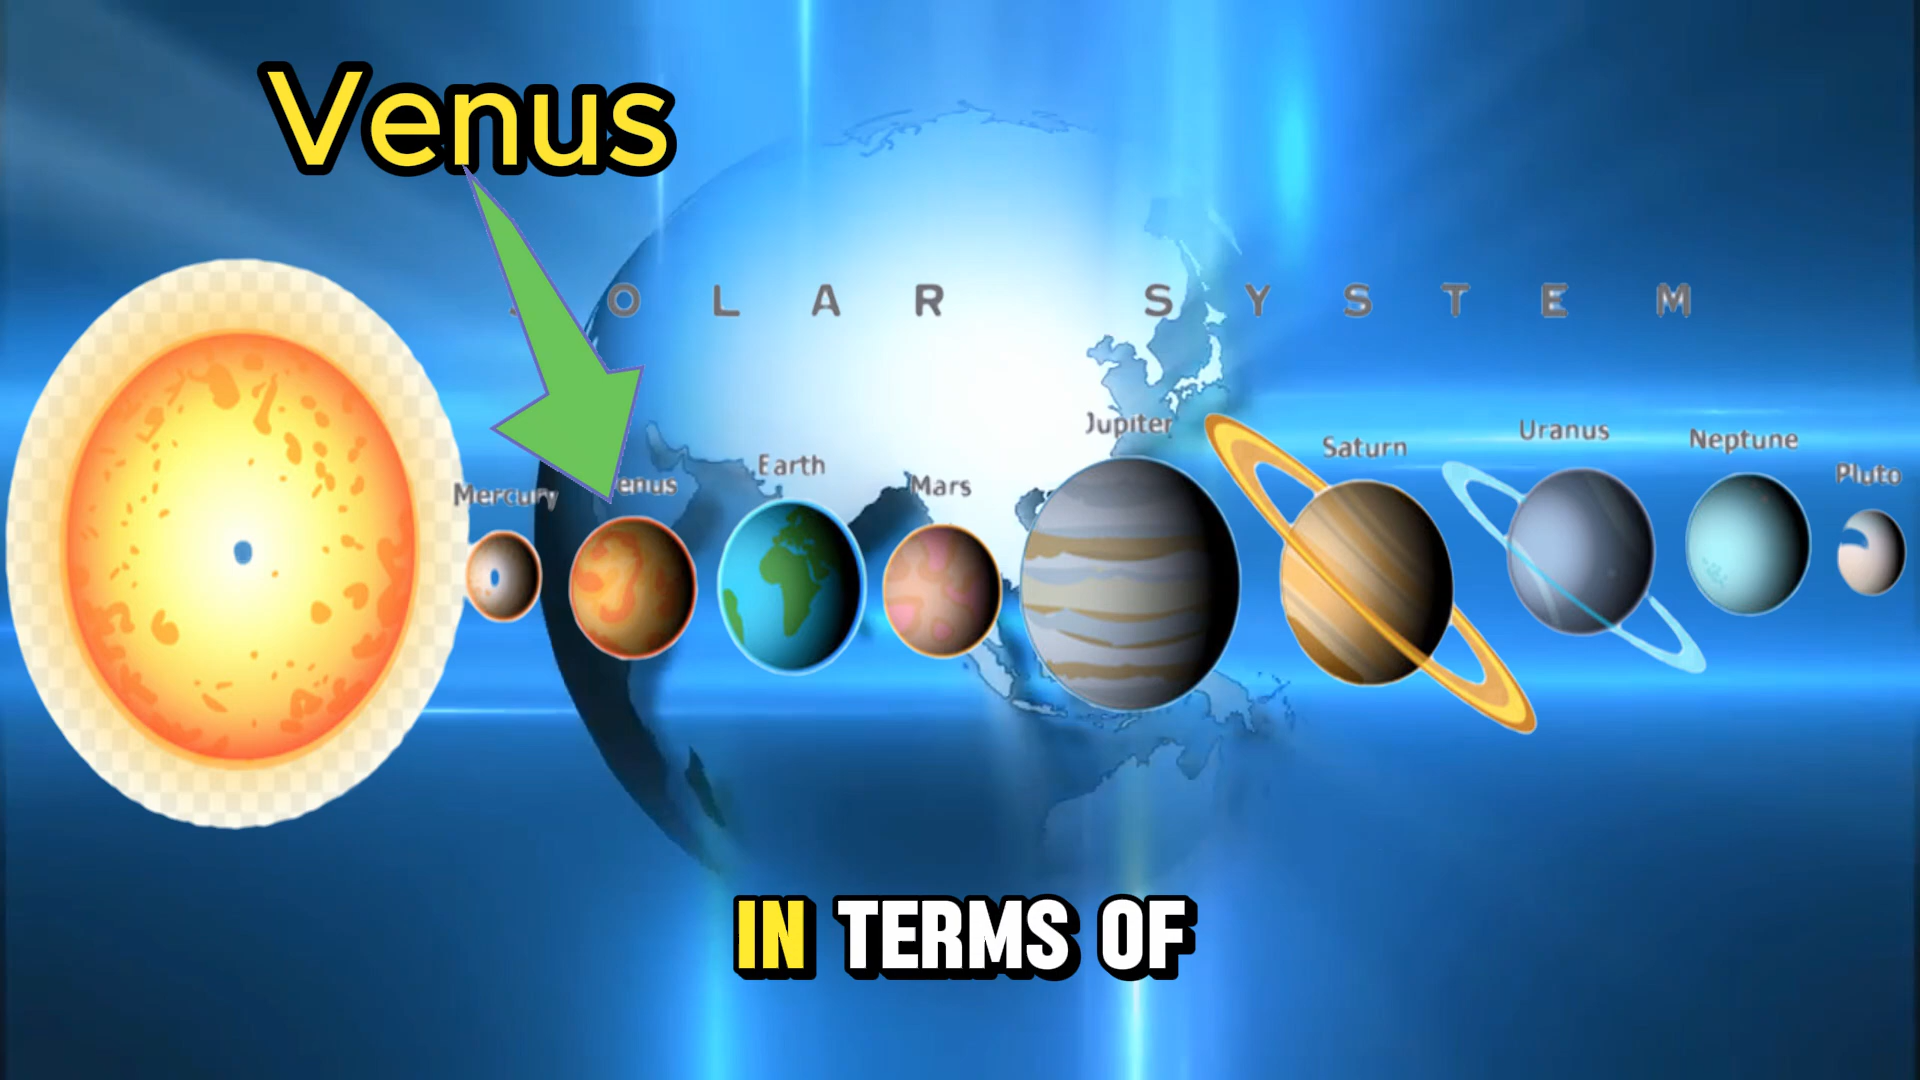 Venus
OLAR SYSTEM
Jupiter
Uranus
Saturn
Neptune
Earth
Pluto
Mercury
enus
Mars
IN TERMS OF